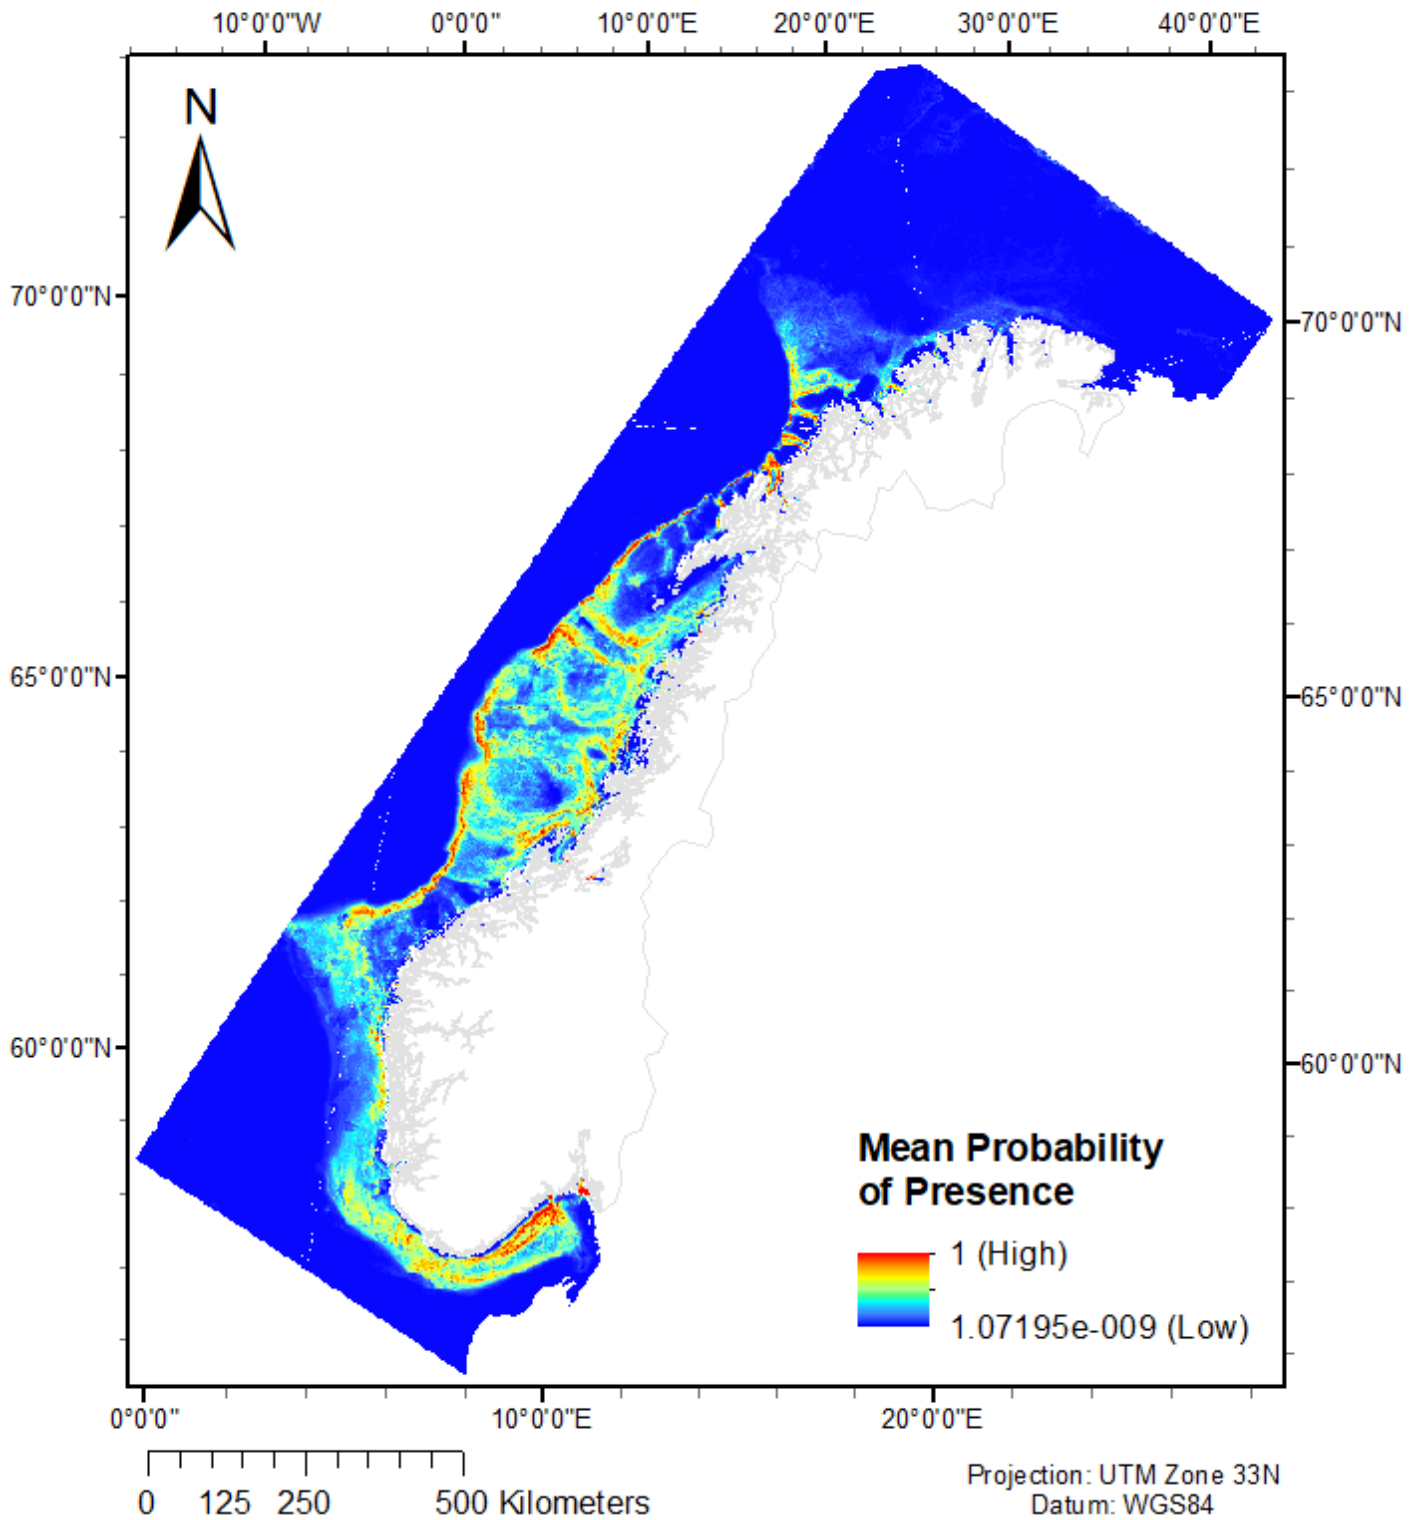 10°0'0"W 0°0'0" 10°0'0"E 20°0'0"E 30°0'0"E 40°0'0"E
N
70°0'0"N 70°0'0"N
65°0'0"N 65°0'0"N
60°0'0"N 60°0'0"N
Mean Probability
of Presence
1 (High)
1.07195e-009 (Low)
0°0'0" 10°0'0"E 20°0'0"E
0 125 250 500 Kilometers
Projection: UTM Zone 33N
Datum: WGS84